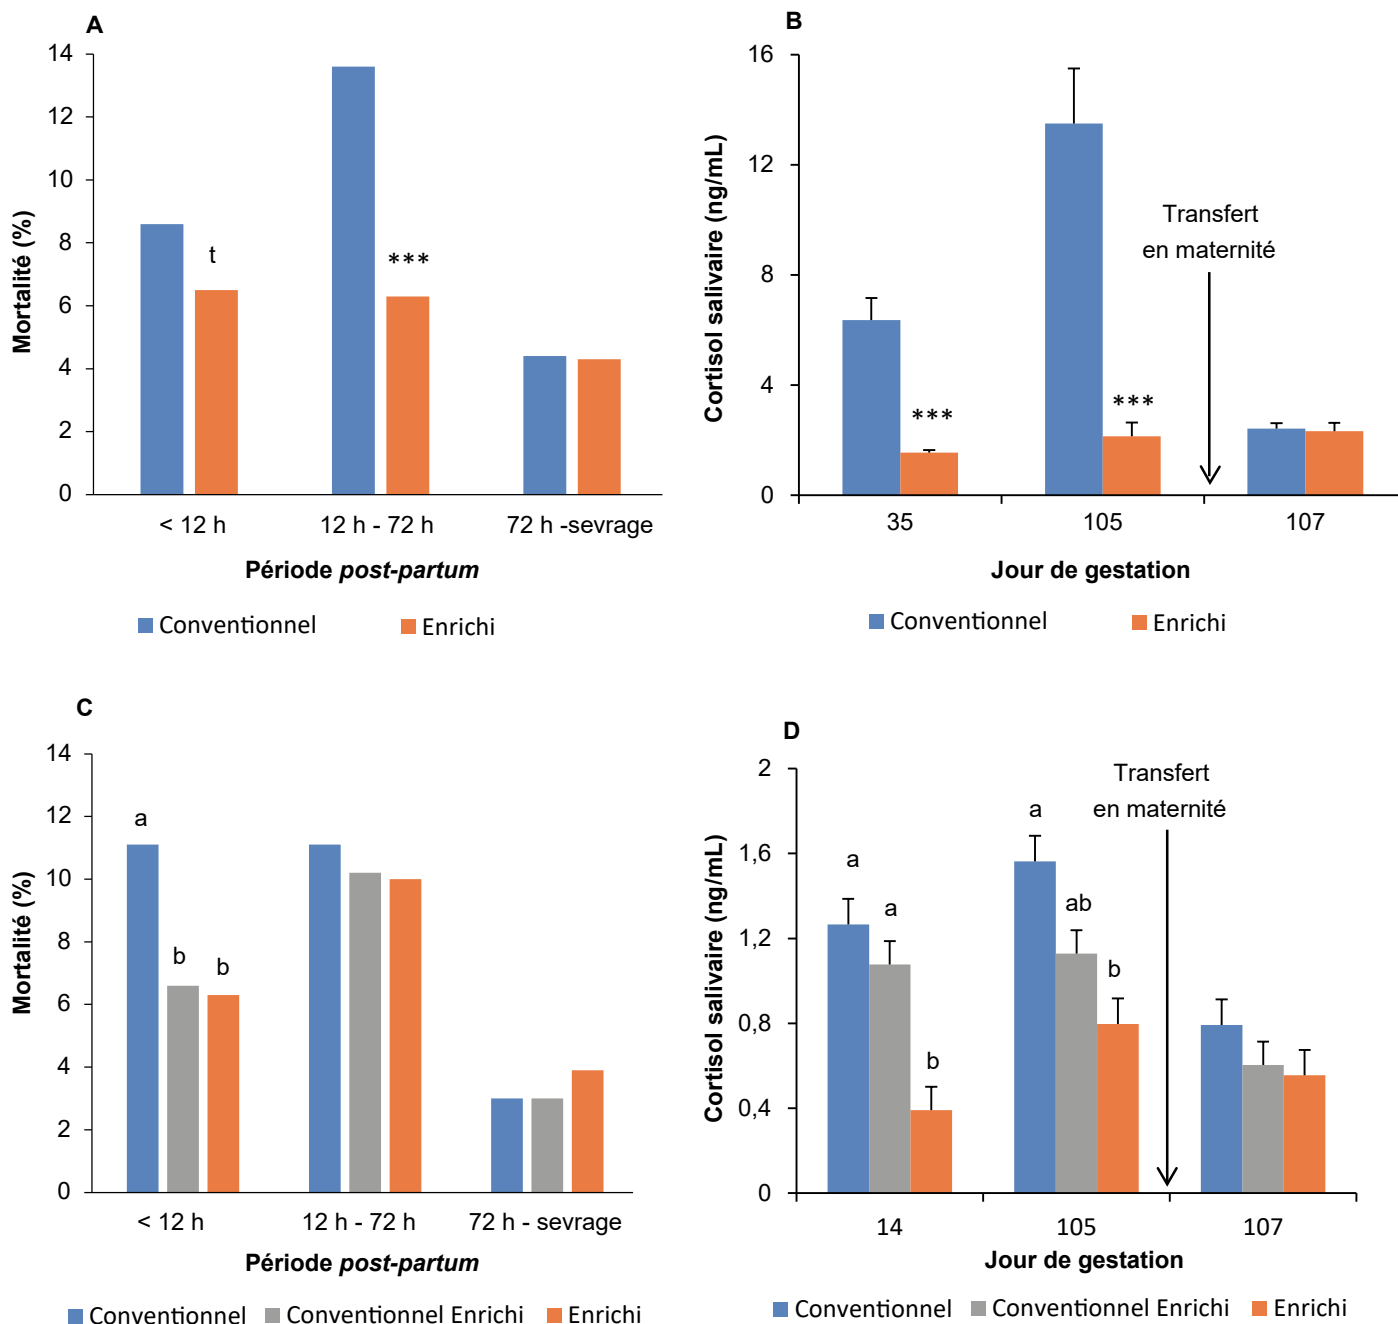 A
Mortalité (%)
14
12
10
8
6
4
2
0
t
***
< 12 h
12 h - 72 h
72 h -sevrage
Période post-partum
Conventionnel
Enrichi
B
Cortisol salivaire (ng/mL)
16
12
8
4
0
***
***
Transfert
en maternité
35
105
107
Jour de gestation
Conventionnel
Enrichi
C
Mortalité (%)
14
12
10
8
6
4
2
0
a
b
b
< 12 h
12 h - 72 h
72 h - sevrage
Période post-partum
Conventionnel
Conventionnel Enrichi
Enrichi
D
Cortisol salivaire (ng/mL)
2
1,6
1,2
0,8
0,4
0
a
a
b
a
ab
b
Transfert
en maternité
14
105
107
Jour de gestation
Conventionnel
Conventionnel Enrichi
Enrichi